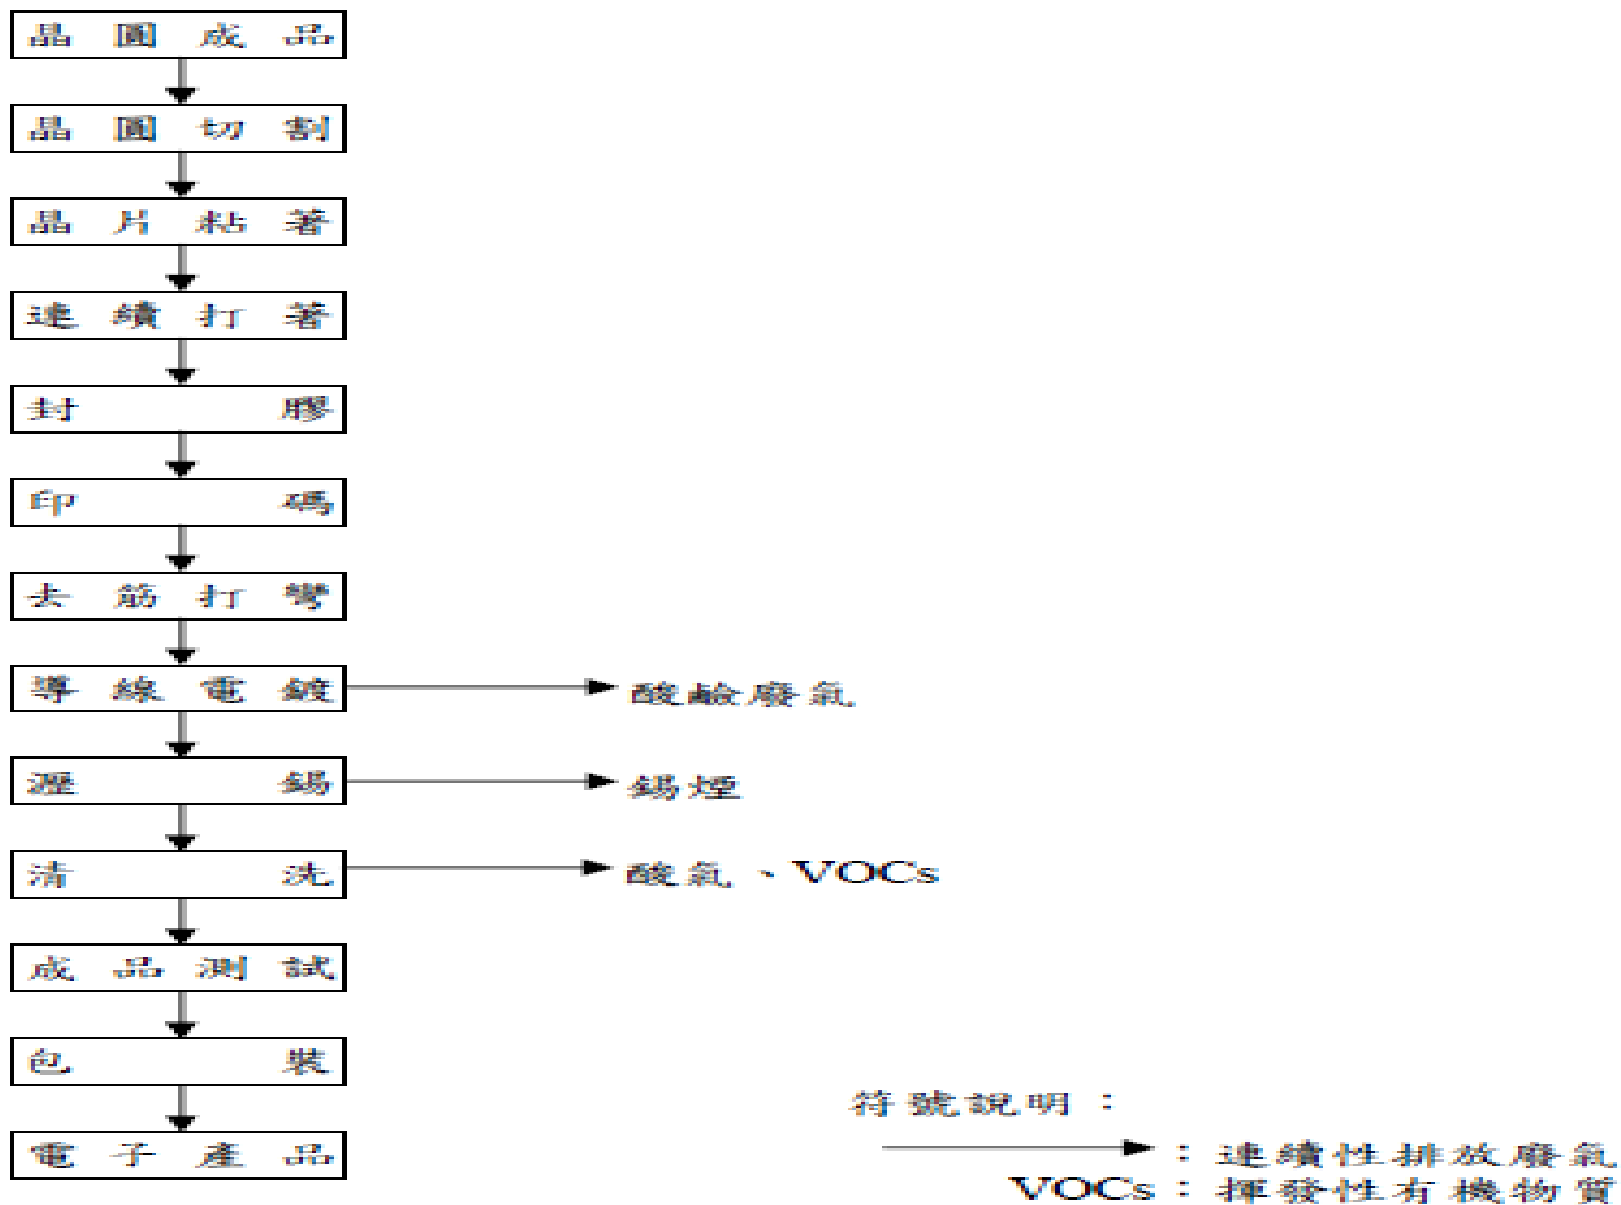 晶圓成品
晶圓切割
晶片粘著
連續打著
封膠
印碼
去筋打彎
導線電鍍
酸鹼廢氣
浸錫
錫煙
清洗
酸氣、VOCs
成品測試
包裝
電子產品
符號說明：
：連續性排放廢氣
VOCs：揮發性有機物質